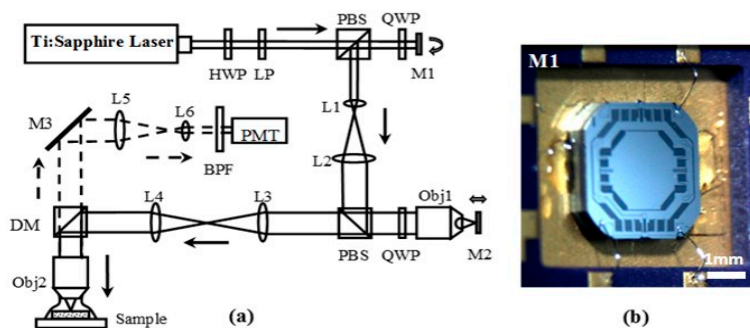 Ti:Sapphire Laser
HWP
LP
PBS
QWP
M1
L1
L2
M3
L5
L6
BPF
PMT
DM
L4
L3
PBS
QWP
Obj1
M2
Obj2
Sample
(a)
M1
1mm
(b)